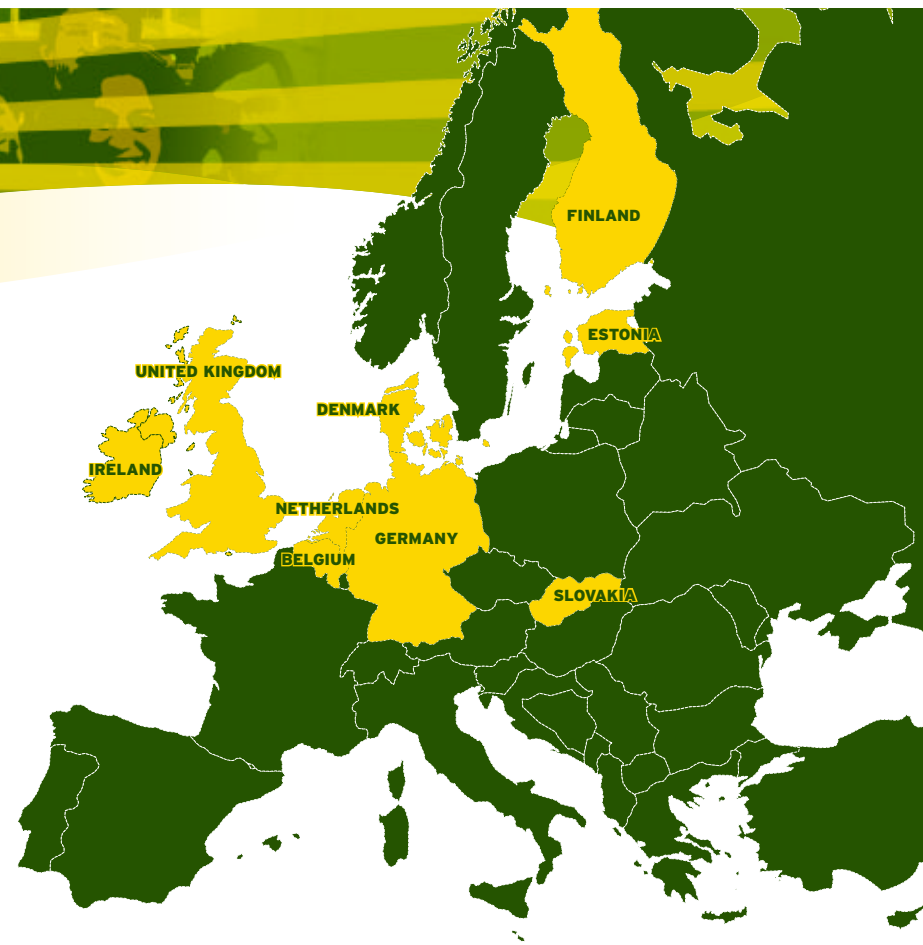 FINLAND
ESTONIA
UNITED KINGDOM
DENMARK
IRELAND
NETHERLANDS
GERMANY
BELGIUM
SLOVAKIA